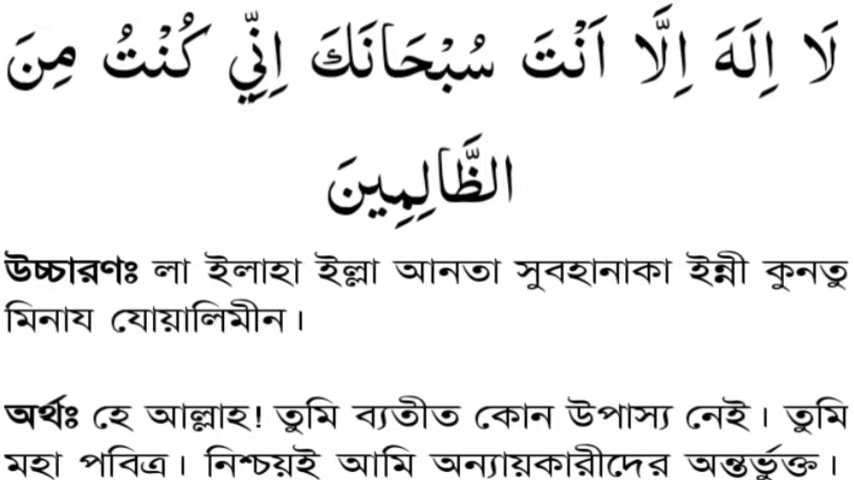 لَا اِلَهَ اِلَّا اَنْتَ سُبْحَانَكَ اِنِّي كُنْتُ مِنَ
الظَّالِمِينَ
উচ্চারণঃ লা ইলাহা ইল্লা আনতা সুবহানাকা ইন্নী কুনতু
মিনায যোয়ালিমীন।
অর্থঃ হে আল্লাহ! তুমি ব্যতীত কোন উপাস্য নেই। তুমি
মহা পবিত্র। নিশ্চয়ই আমি অন্যায়কারীদের অন্তর্ভুক্ত।